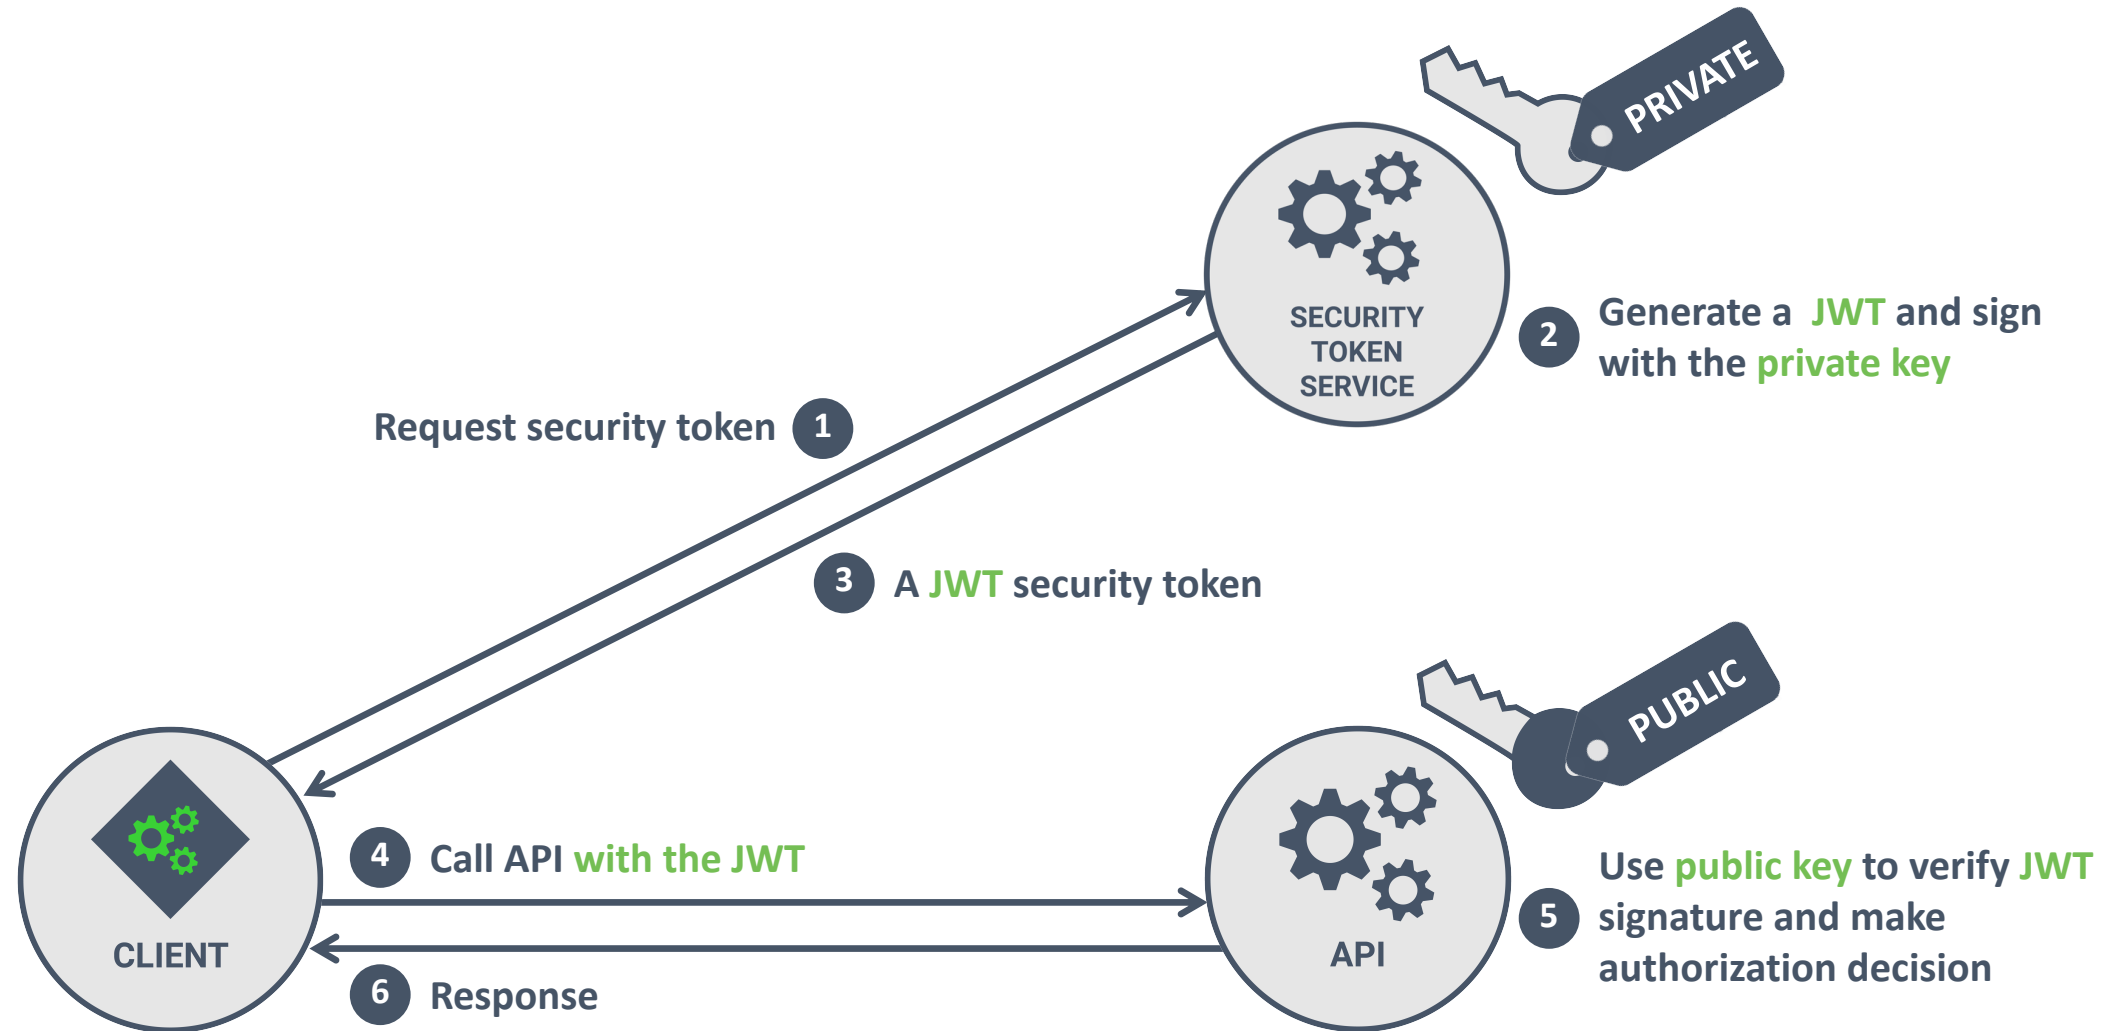 PRIVATE
SECURITY
TOKEN
SERVICE
2
Generate a JWT and sign
with the private key
Request security token
1
3
A JWT security token
PUBLIC
4
Call API with the JWT
CLIENT
API
5
Use public key to verify JWT
signature and make
authorization decision
6
Response